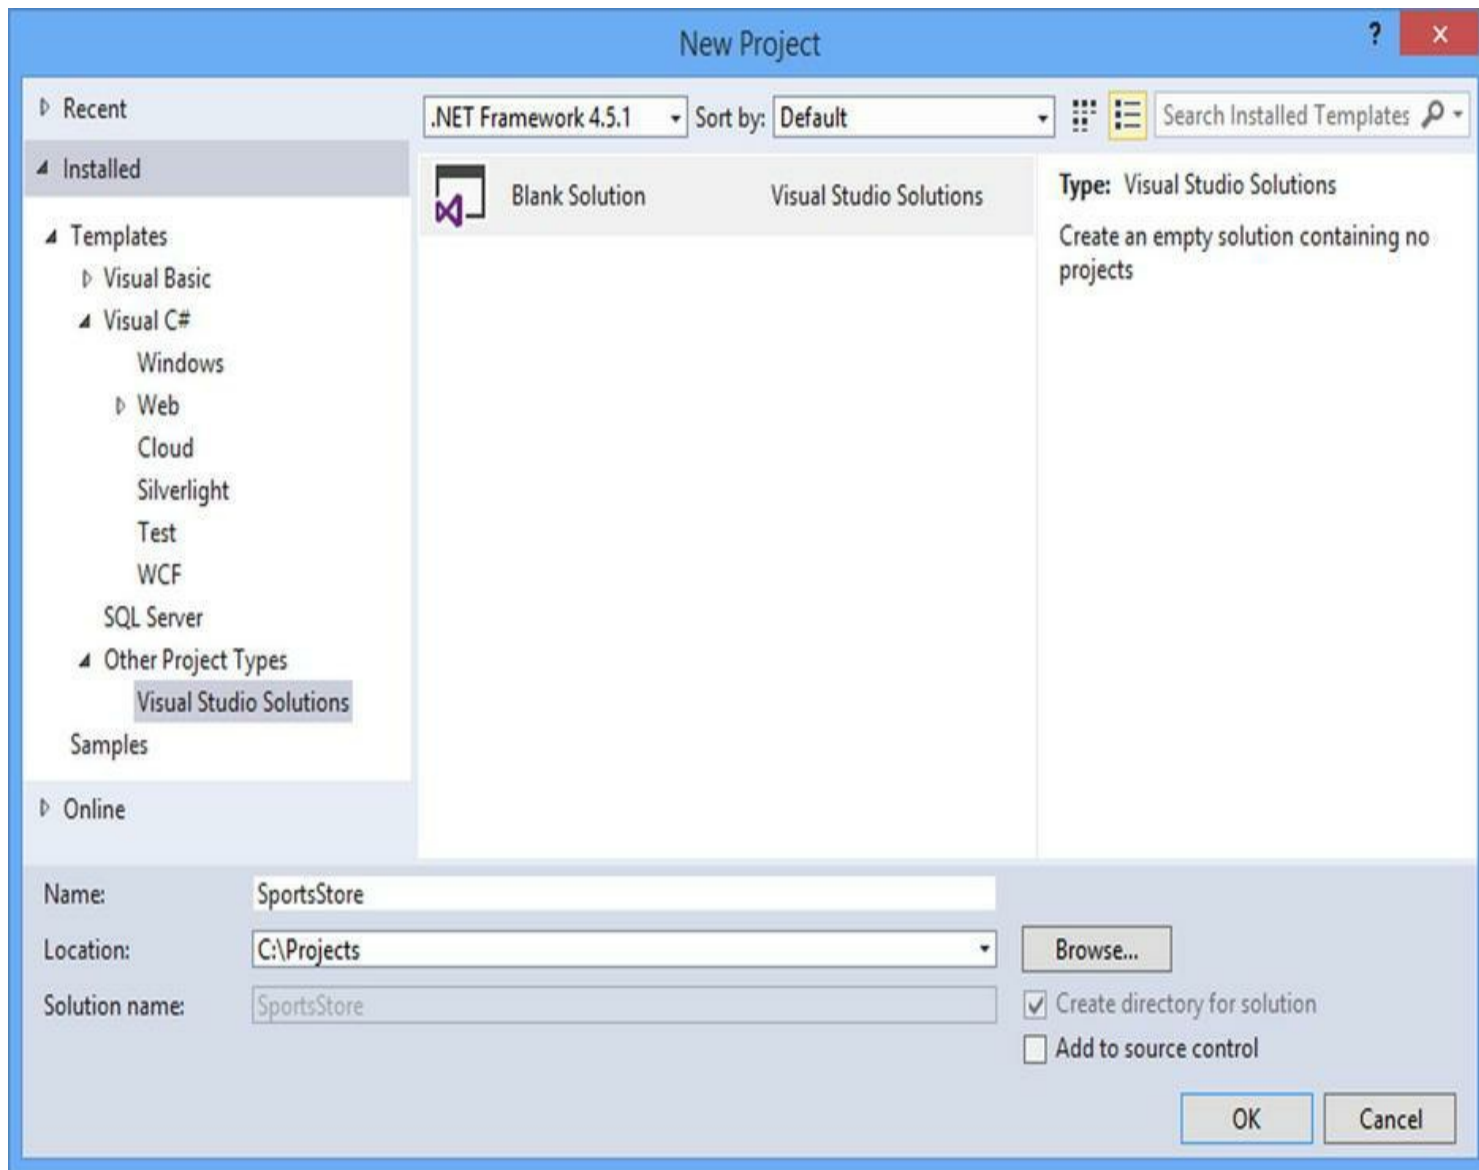 New Project
?
Recent
.NET Framework 4.5.1 Sort by: Default Search Installed Templates
Installed
Blank Solution Visual Studio Solutions
Type: Visual Studio Solutions
Create an empty solution containing no
projects
Templates
Visual Basic
Visual C#
Windows
Web
Cloud
Silverlight
Test
WCF
SQL Server
Other Project Types
Visual Studio Solutions
Samples
Online
Name: SportsStore
Location: C:\Projects Browse...
Solution name: SportsStore Create directory for solution
Add to source control
OK Cancel